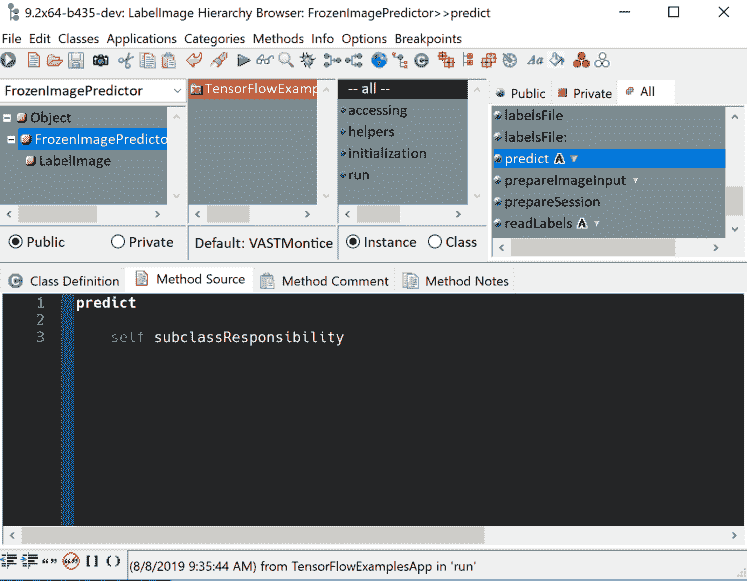 9.2x64-b435-dev: LabelImage Hierarchy Browser: FrozenImagePredictor>>predict
File Edit Classes Applications Categories Methods Info Options Breakpoints
FrozenImagePredictor
Object
FrozenImagePredicto
LabelImage
Public Private
TensorFlowExamp
Default: VASTMontice
-- all --
accessing
helpers
initialization
run
Instance Class
Public Private All
labelsFile
labelsFile:
predict A
prepareImageInput
prepareSession
readLabels A
Class Definition Method Source Method Comment Method Notes
1 predict
2
3 self subclassResponsibility
(8/8/2019 9:35:44 AM) from TensorFlowExamplesApp in 'run'